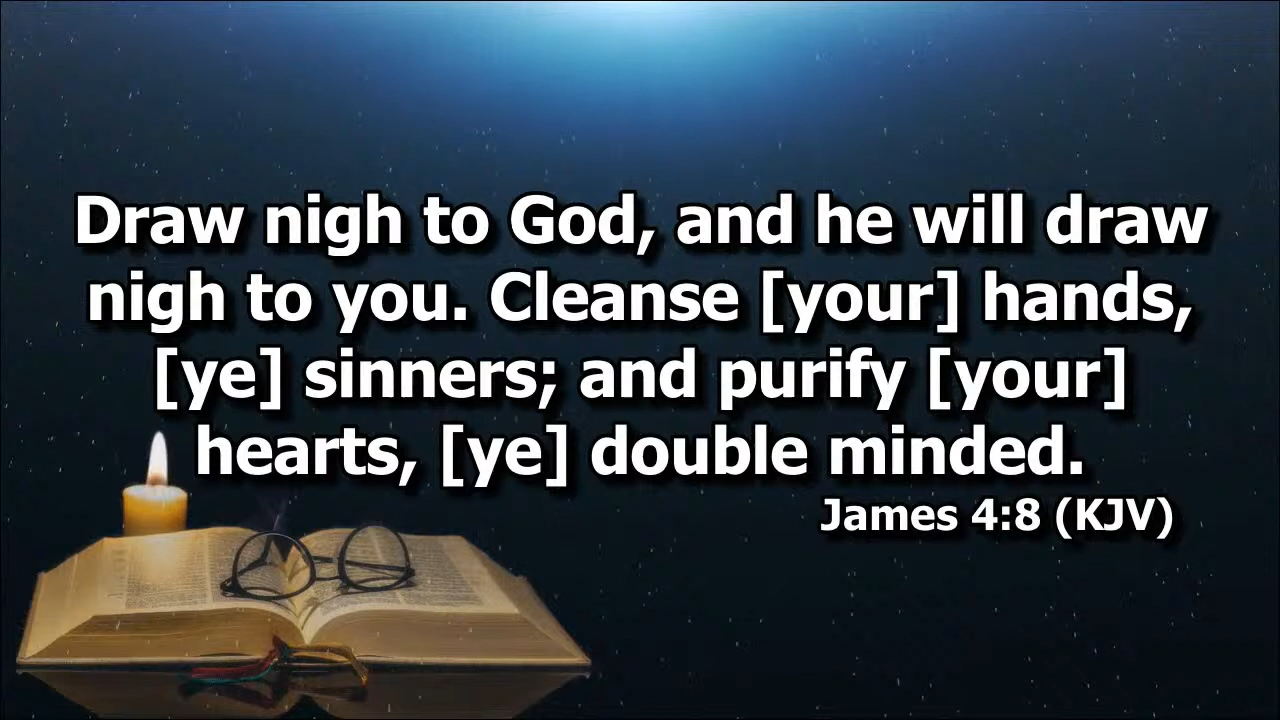 Draw nigh to God, and he will draw
nigh to you. Cleanse [your] hands,
[ye] sinners; and purify [your]
hearts, [ye] double minded.
James 4:8 (KJV)